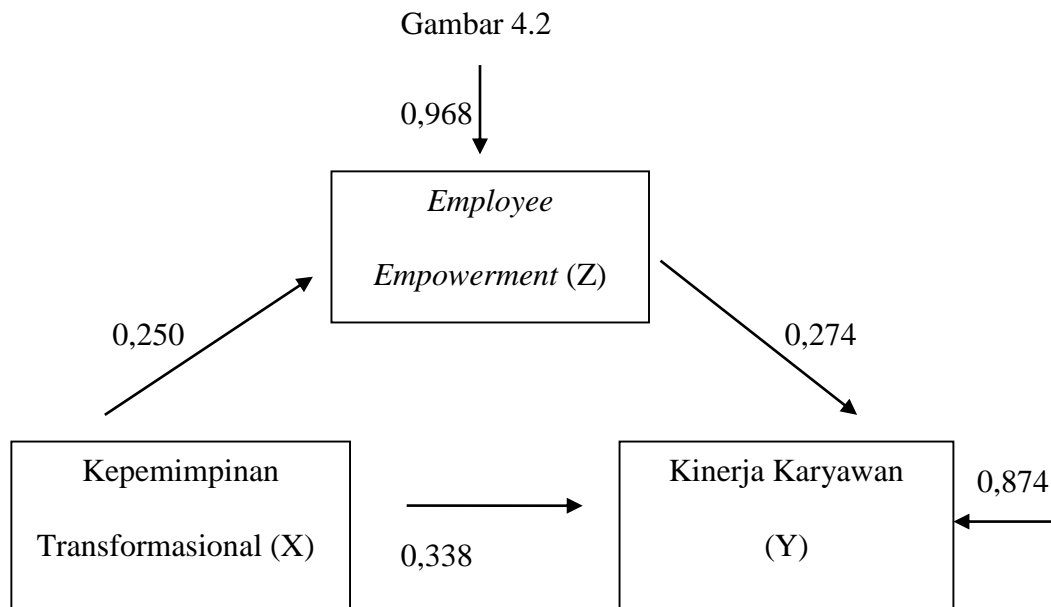 Gambar 4.2
0,968
Employee
Empowerment (Z)
0,250
0,274
Kepemimpinan
Transformasional (X)
0,338
Kinerja Karyawan
(Y)
0,874